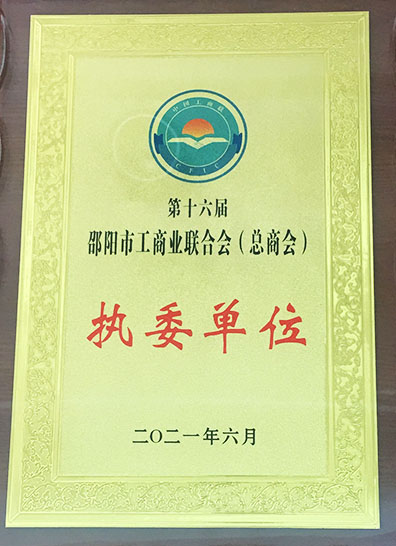 中国工商联
CFIC
第十六届
邵阳市工商业联合会（总商会）
执委单位
二〇二一年六月